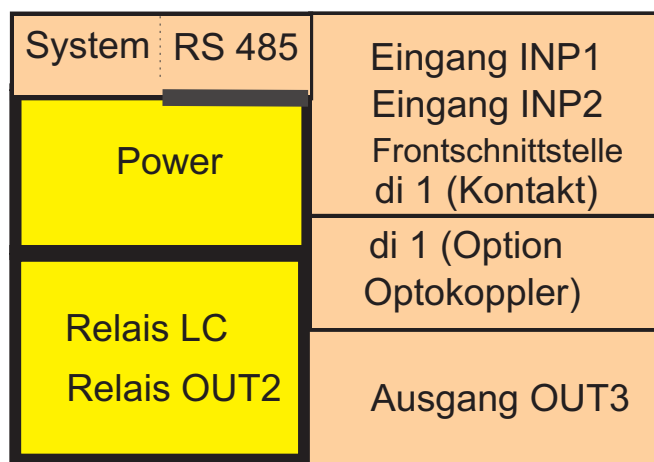 System RS 485
Power
Relais LC
Relais OUT2
Eingang INP1
Eingang INP2
Frontschnittstelle
di 1 (Kontakt)
di 1 (Option
Optokoppler)
Ausgang OUT3